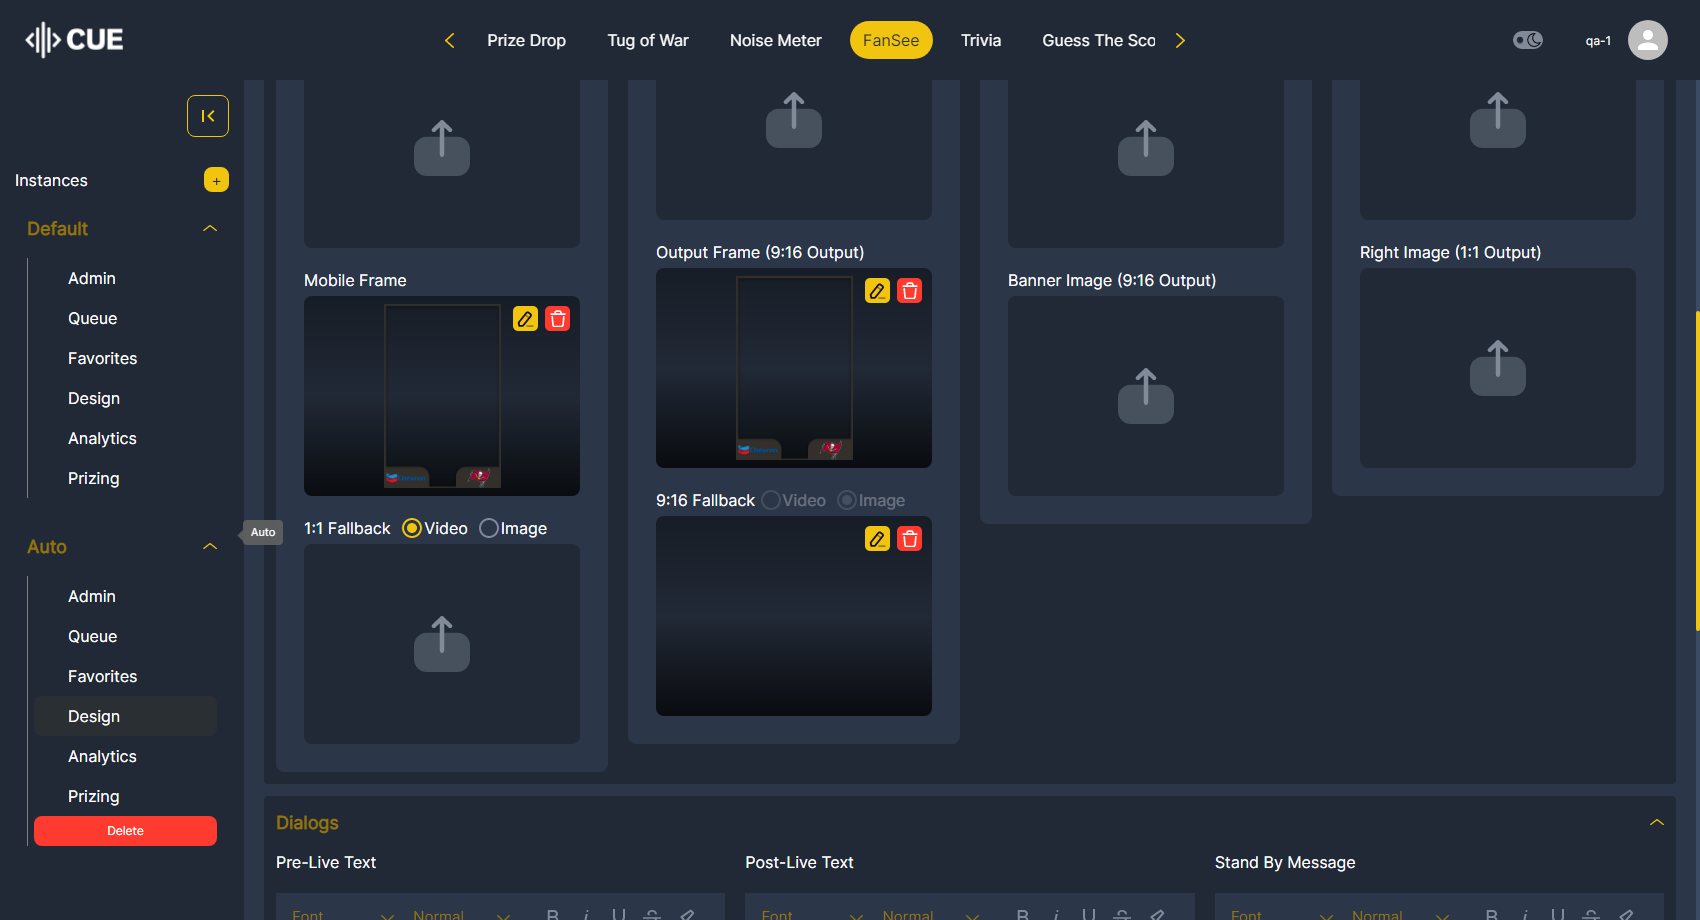 CUE
Prize Drop
Tug of War
Noise Meter
FanSee
Trivia
Guess The Sco
qa-1
Instances
+
Default
Admin
Queue
Favorites
Design
Analytics
Prizing
Auto
Auto
Admin
Queue
Favorites
Design
Analytics
Prizing
Delete
Mobile Frame
1:1 Fallback Video Image
Output Frame (9:16 Output)
9:16 Fallback Video Image
Banner Image (9:16 Output)
Right Image (1:1 Output)
Dialogs
Pre-Live Text
Font Normal B i U S
Post-Live Text
Font Normal B i U S
Stand By Message
Font Normal B i U S